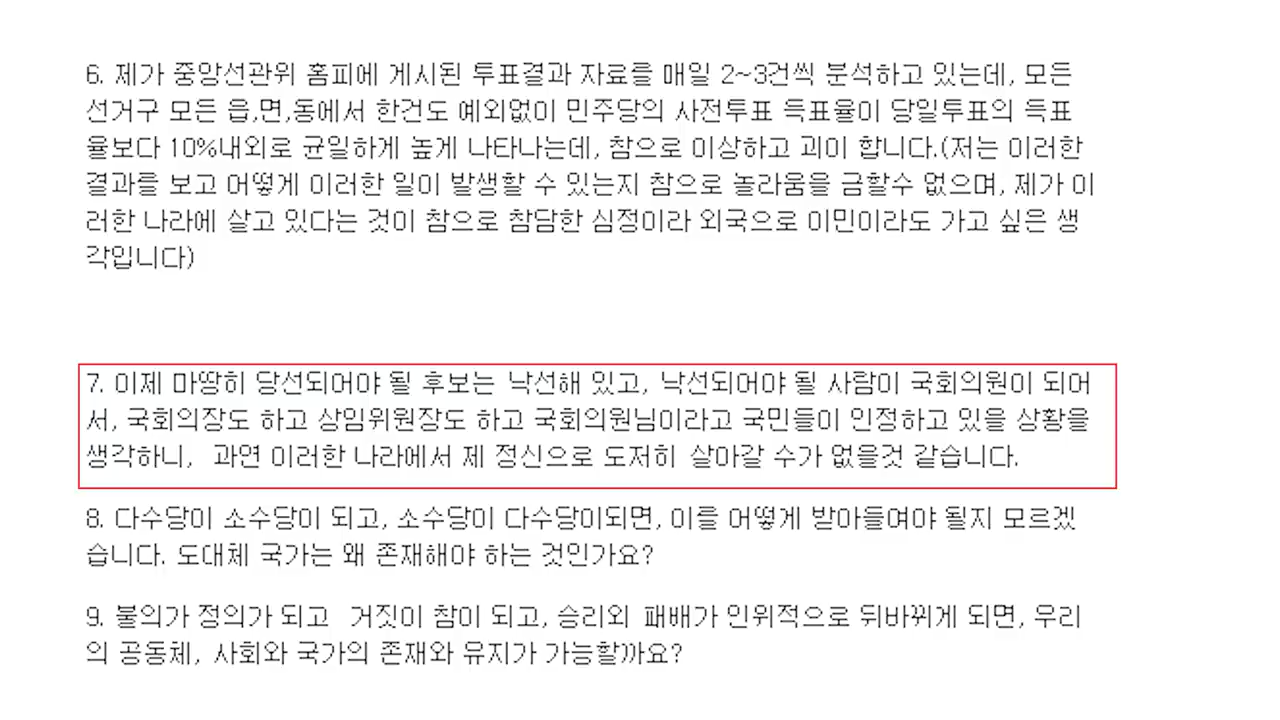 6. 제가 중앙선관위 홈피에 게시된 투표결과 자료를 매일 2~3건씩 분석하고 있는데, 모든
선거구 모든 읍,면,동에서 한건도 예외없이 민주당의 사전투표 득표율이 당일투표의 득표
율보다 10%내외로 균일하게 높게 나타나는데, 참으로 이상하고 괴이 합니다.(저는 이러한
결과를 보고 어떻게 이러한 일이 발생할 수 있는지 참으로 놀라움을 금할수 없으며, 제가 이
러한 나라에 살고 있다는 것이 참으로 참담한 심정이라 외국으로 이민이라도 가고 싶은 생
각입니다)
7. 이제 마땅히 당선되어야 될 후보는 낙선해 있고, 낙선되어야 될 사람이 국회의원이 되어
서, 국회의장도 하고 상임위원장도 하고 국회의원님이라고 국민들이 인정하고 있을 상황을
생각하니, 과연 이러한 나라에서 제 정신으로 도저히 살아갈 수가 없을것 같습니다.
8. 다수당이 소수당이 되고, 소수당이 다수당이되면, 이를 어떻게 받아들여야 될지 모르겠
습니다. 도대체 국가는 왜 존재해야 하는 것인가요?
9. 불의가 정의가 되고 거짓이 참이 되고, 승리외 패배가 인위적으로 뒤바뀌게 되면, 우리
의 공동체, 사회와 국가의 존재와 유지가 가능할까요?